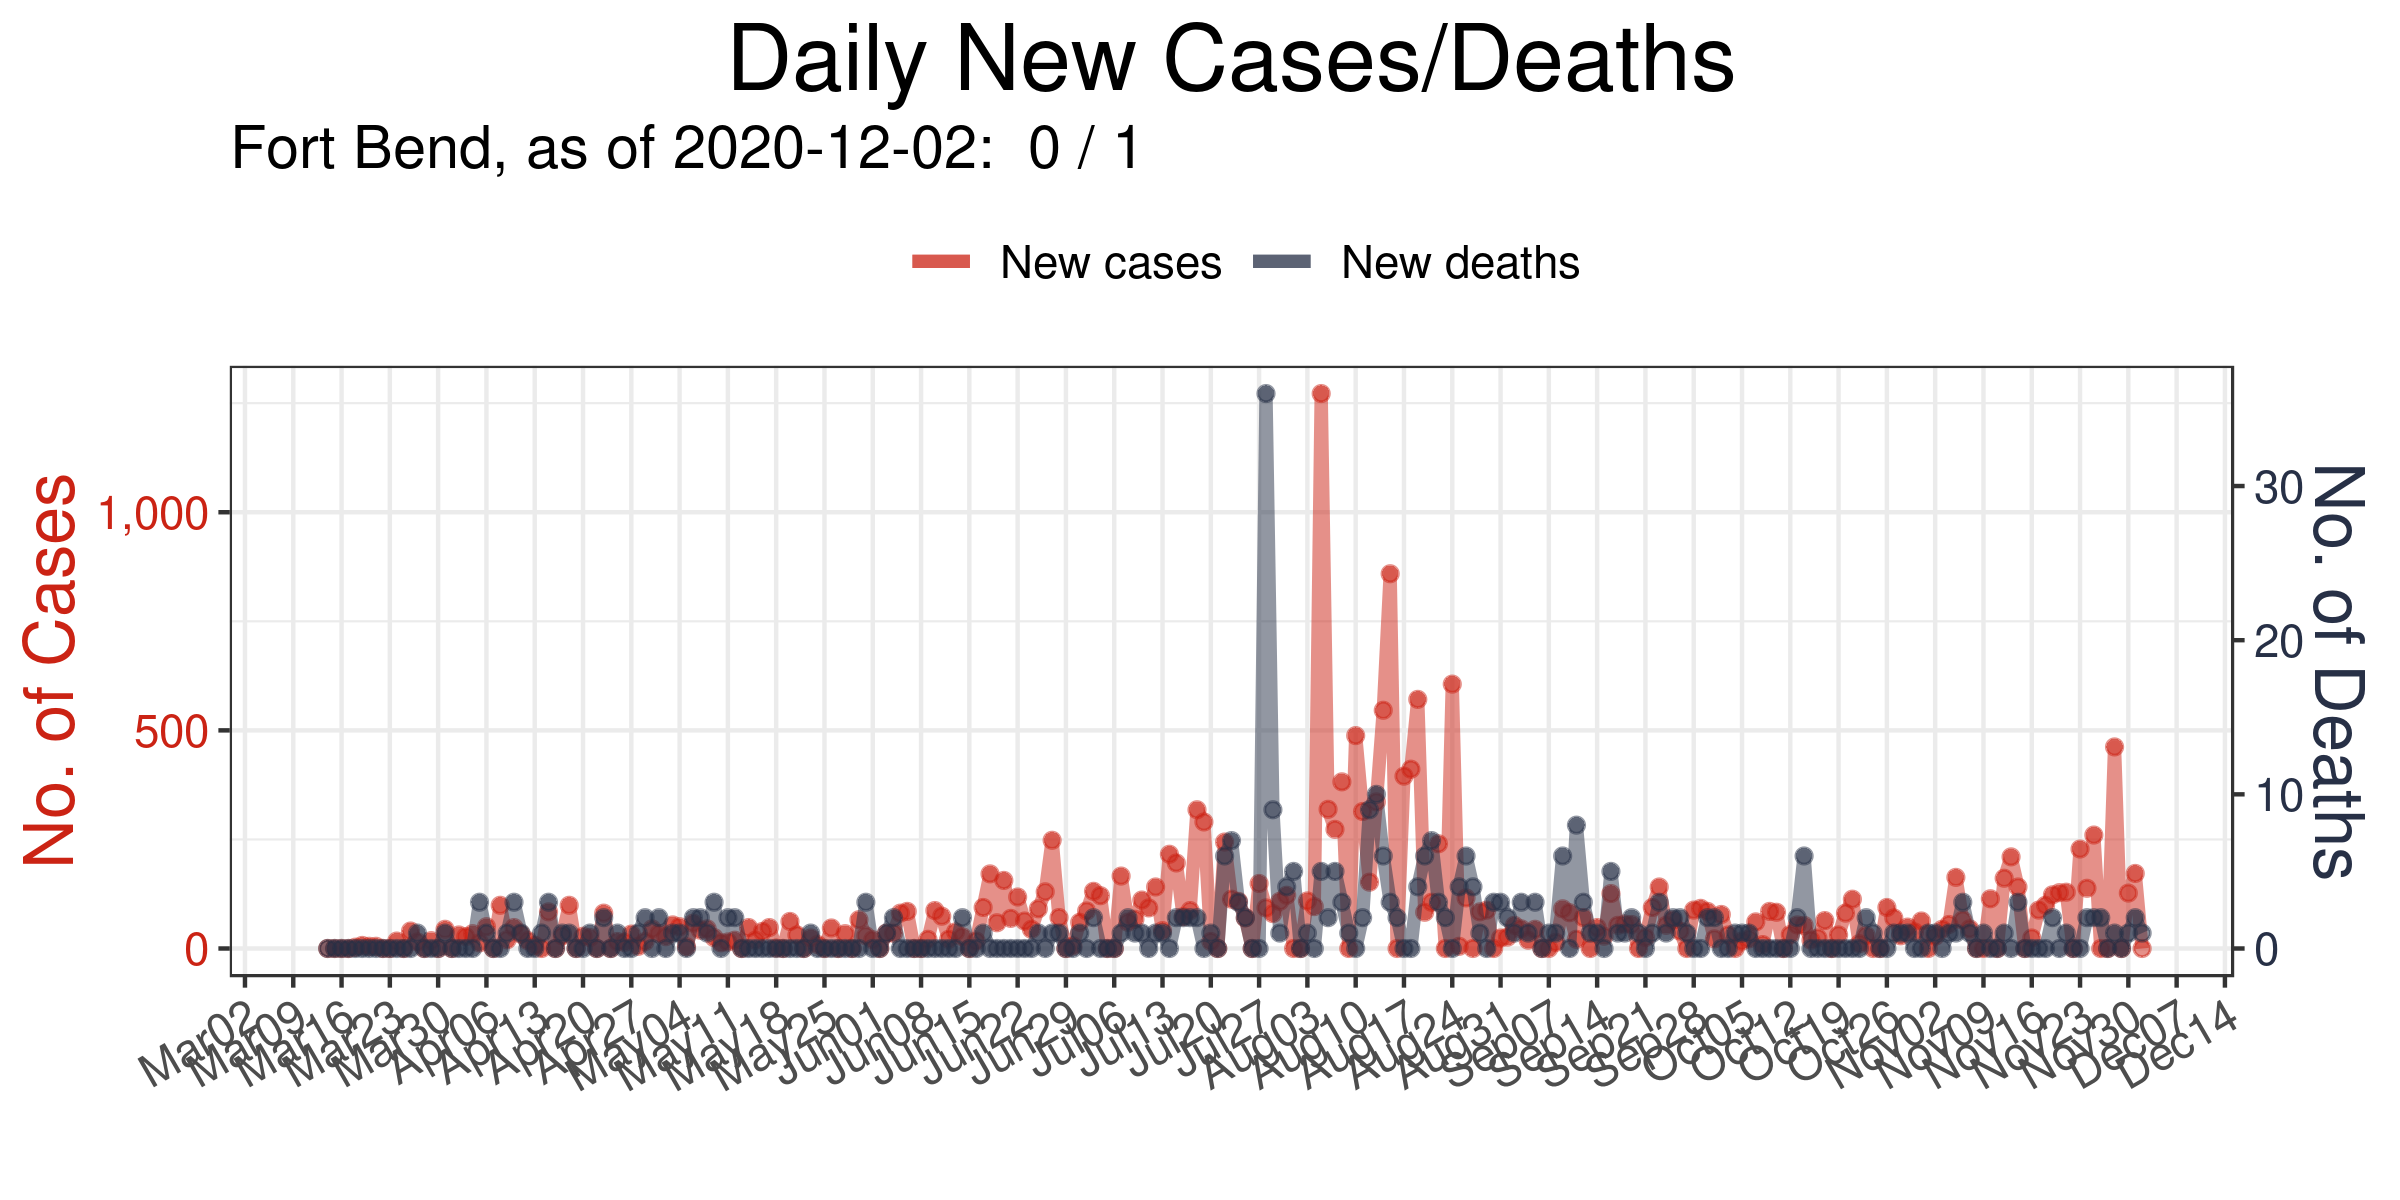 Daily New Cases/Deaths
Fort Bend, as of 2020-12-02:  0 / 1
New cases
New deaths
No. of Cases
1,000
500
0
30
20
10
0
No. of Deaths
Mar02
Mar09
Mar16
Mar23
Mar30
Apr06
Apr13
Apr20
Apr27
May04
May11
May18
May25
Jun01
Jun08
Jun15
Jun22
Jun29
Jul06
Jul13
Jul20
Jul27
Aug03
Aug10
Aug17
Aug24
Aug31
Sep07
Sep14
Sep21
Sep28
Oct05
Oct12
Oct19
Oct26
Nov02
Nov09
Nov16
Nov23
Nov30
Dec07
Dec14